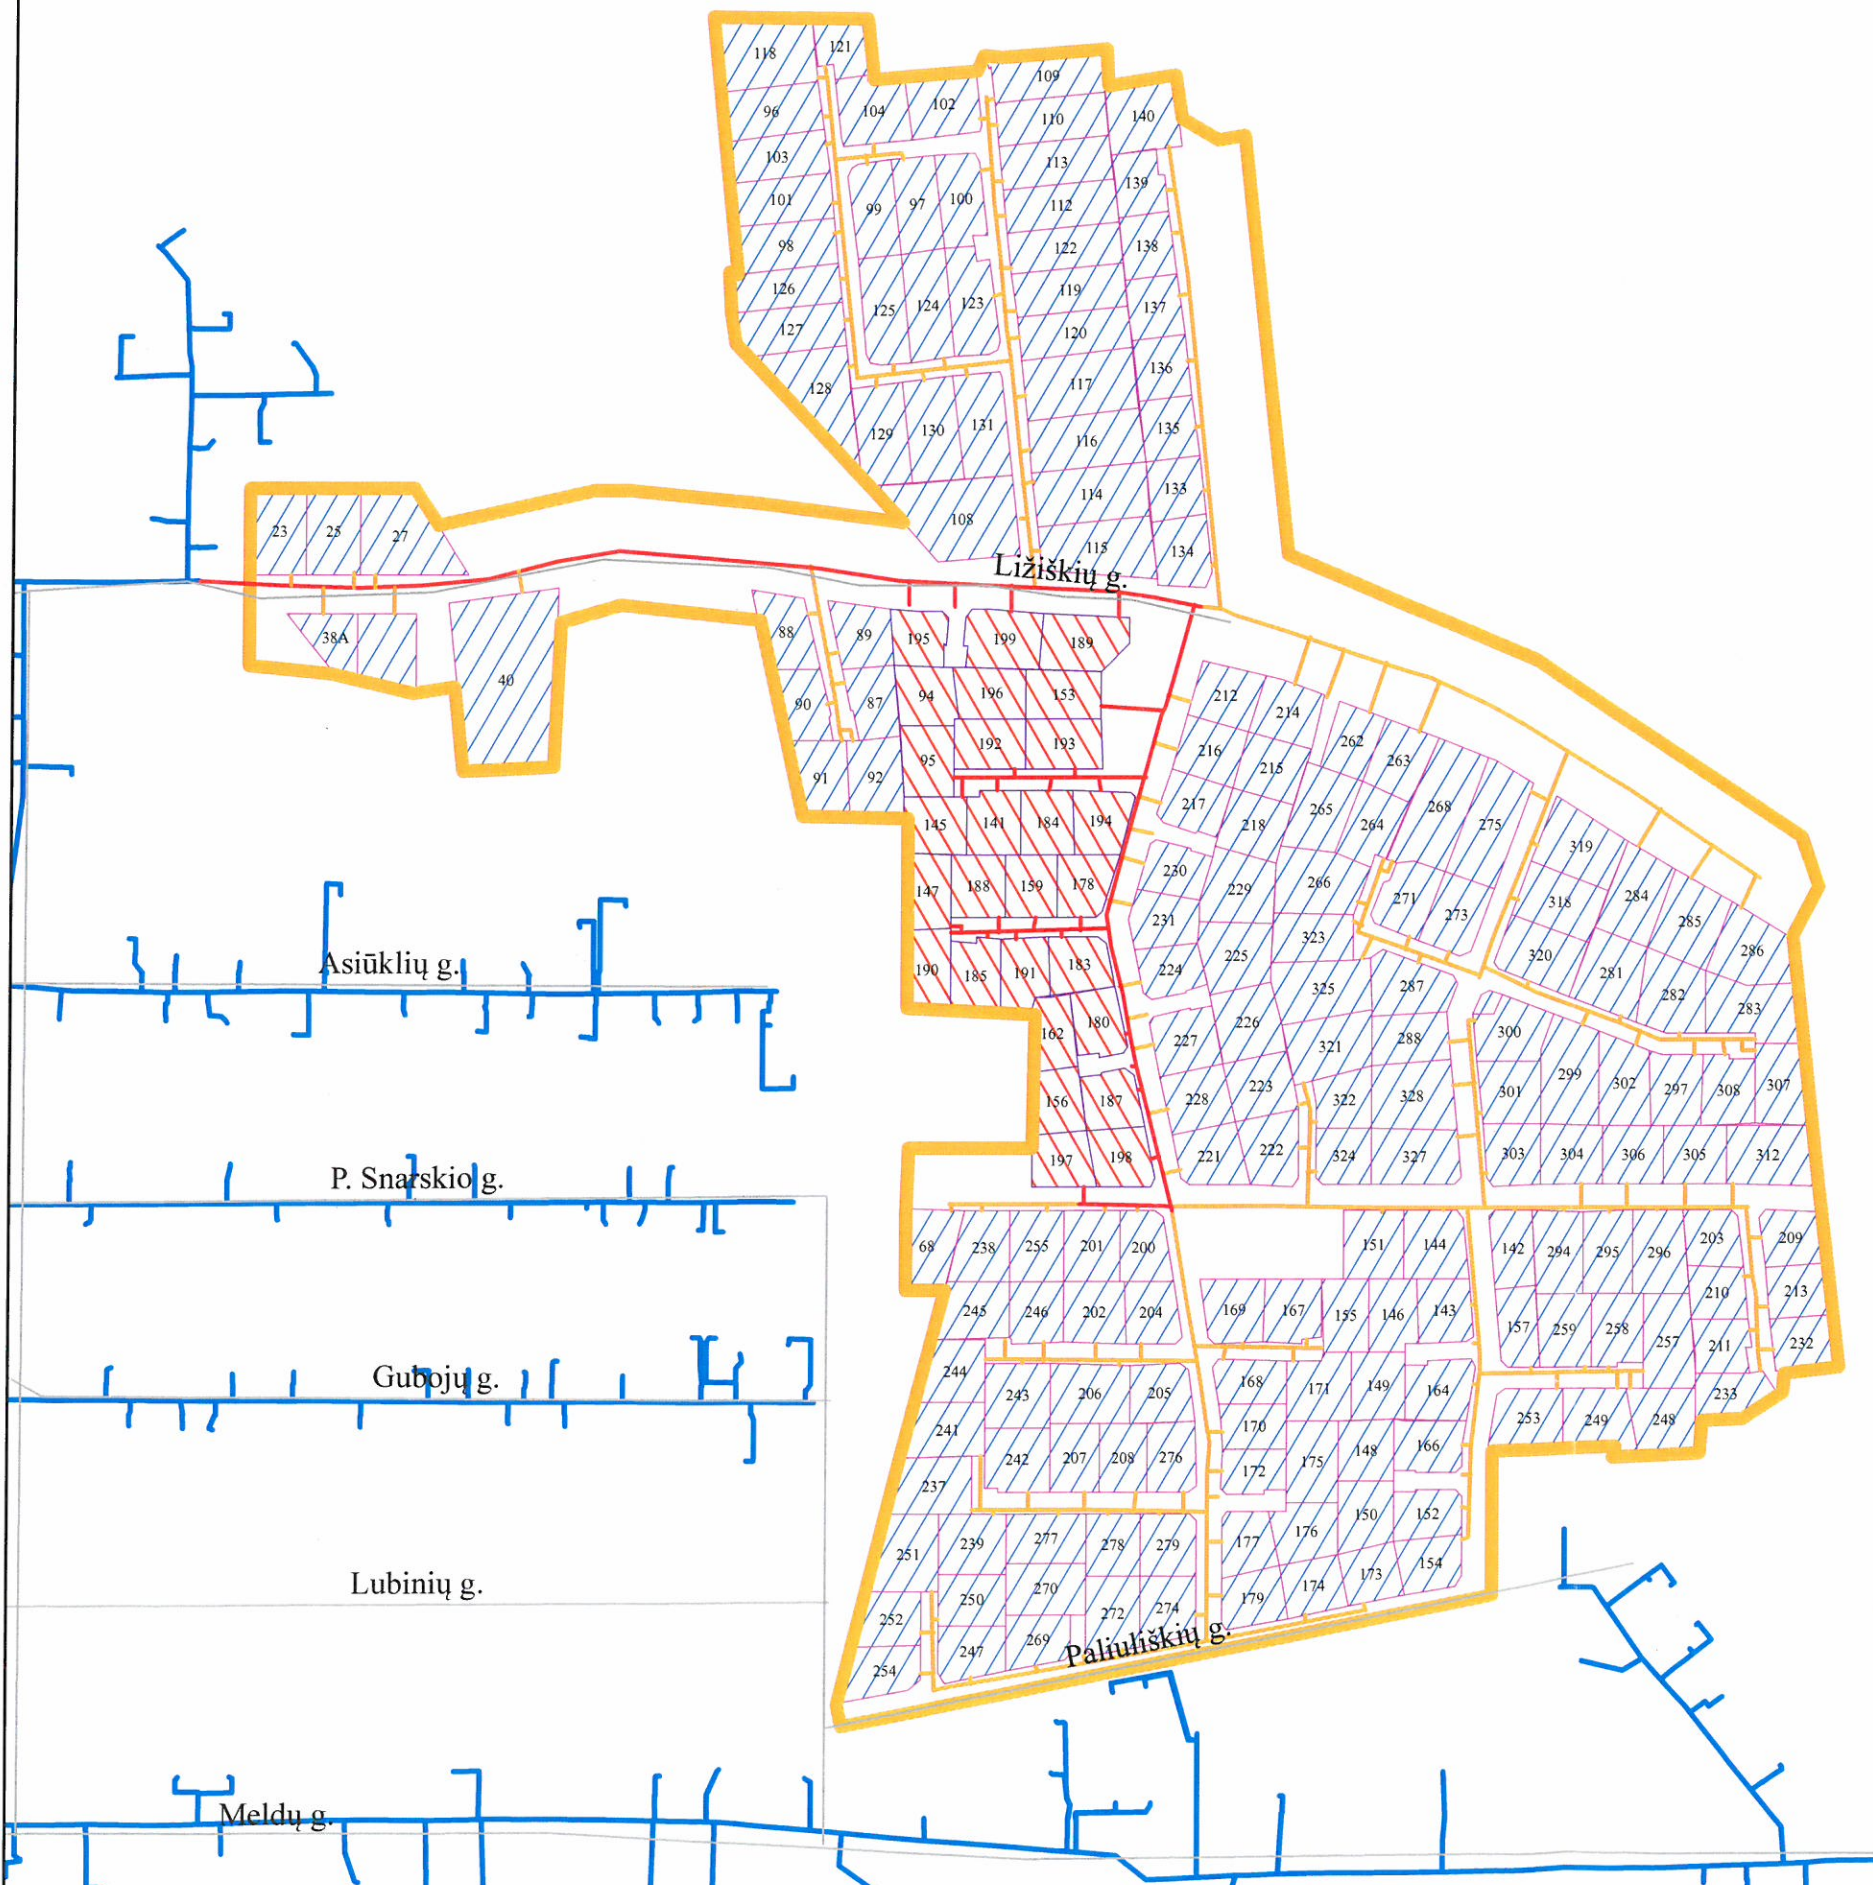 118 121
109
104 102
96 110 140
103 113
139
101 99 97 100 112
98 122 138
126 119
125 124 123 137
127 120
136
128 117
129 130 131 135
116
133
114
108
23 25 27
115 134
Ližiškių g.
38A
88 89 195 199 189
40
90 87 94 196 153 212 214
262
91 92 95 192 193 216 215 263
217
145 141 184 194 218 265 264 268 275
319
147 188 159 178 230 229 266 271 318 284
231 273 285
323
Asiūklių g.
190 185 191 183 224 225 320 281 286
325 287 282 283
162 180 227 226 300
321 288
156 187 228 223 322 328 301 299 302 297 308 307
197 198 221 222 324 327 303 304 306 305 312
P. Snarskio g.
68 238 255 201 200 151 144 142 294 295 296 203 209
245 246 202 204 169 167 155 146 143 210 213
157 259 258 257 211 232
244
Gubojų g.
243 206 205 168 171 149 164 233
241 170 253 249 248
242 207 208 276 172 175 148 166
237
251 239 277 278 279 177 176 150 152
Lubinių g.
250 270 179 174 173 154
252 272 274
247 269
Paliuliškių g.
254
Meldų g.